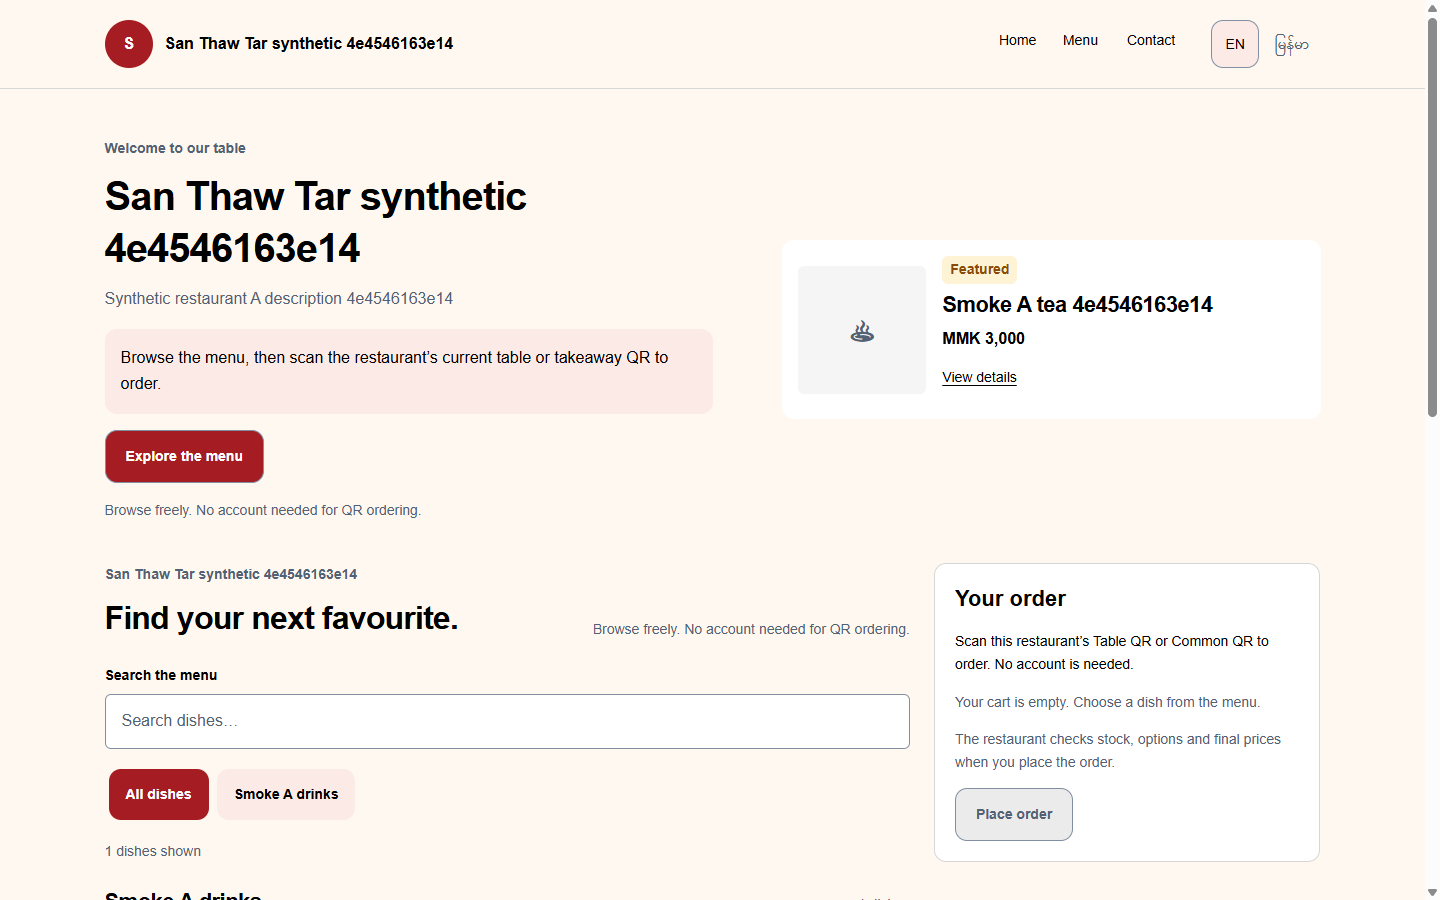 S
San Thaw Tar synthetic 4e4546163e14
Home
Menu
Contact
EN
မြန်မာ
Welcome to our table
San Thaw Tar synthetic
4e4546163e14
Synthetic restaurant A description 4e4546163e14
Browse the menu, then scan the restaurant’s current table or takeaway QR to
order.
Explore the menu
Browse freely. No account needed for QR ordering.
Featured
Smoke A tea 4e4546163e14
MMK 3,000
View details
San Thaw Tar synthetic 4e4546163e14
Find your next favourite.
Browse freely. No account needed for QR ordering.
Search the menu
Search dishes…
All dishes
Smoke A drinks
1 dishes shown
Smoke A drinks
Your order
Scan this restaurant’s Table QR or Common QR to
order. No account is needed.
Your cart is empty. Choose a dish from the menu.
The restaurant checks stock, options and final prices
when you place the order.
Place order